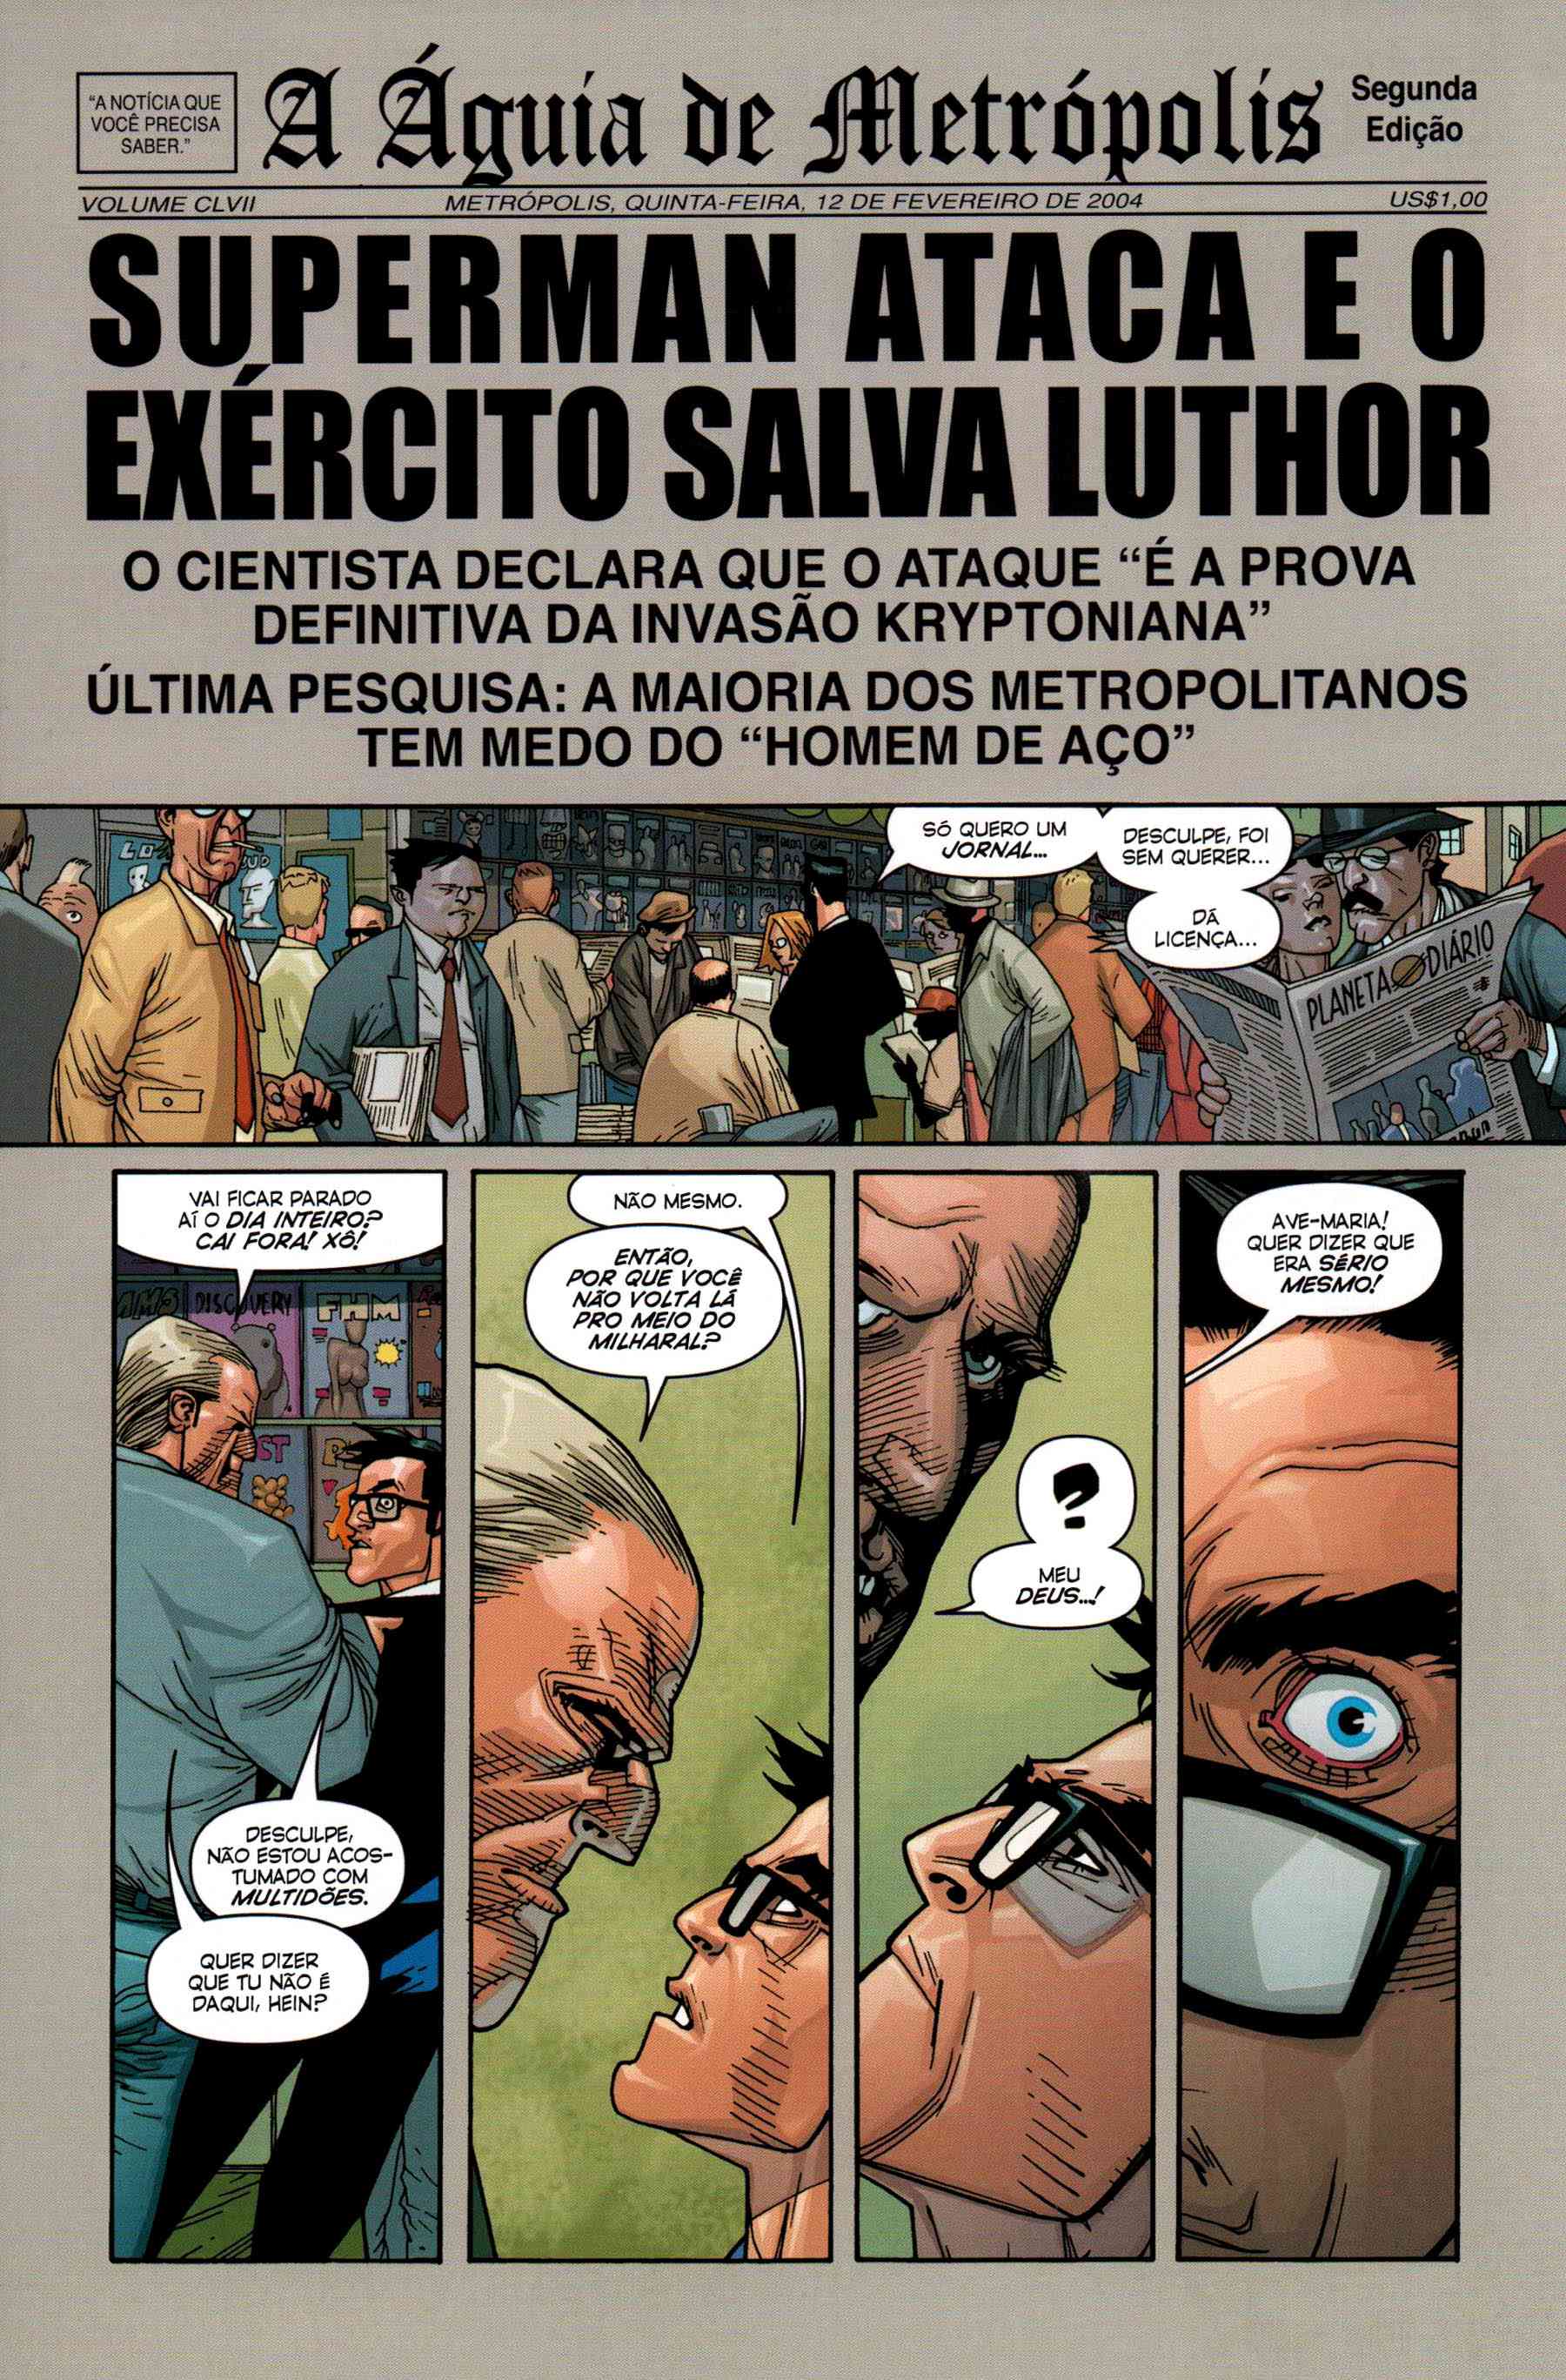 “A NOTÍCIA QUE
VOCÊ PRECISA
SABER.”
A Águia de Metrópolis
Segunda
Edição
VOLUME CLVII
METRÓPOLIS, QUINTA-FEIRA, 12 DE FEVEREIRO DE 2004
US$1,00
SUPERMAN ATACA E O
EXÉRCITO SALVA LUTHOR
O CIENTISTA DECLARA QUE O ATAQUE “É A PROVA
DEFINITIVA DA INVASÃO KRYPTONIANA”
ÚLTIMA PESQUISA: A MAIORIA DOS METROPOLITANOS
TEM MEDO DO “HOMEM DE AÇO”
SÓ QUERO UM
JORNAL...
DESCULPE, FOI
SEM QUERER...
DÁ
LICENÇA...
PLANETA DIÁRIO
VAI FICAR PARADO
AÍ O DIA INTEIRO?
CAI FORA! XÔ!
DISCOVERY
FHM
DESCULPE,
NÃO ESTOU ACOS-
TUMADO COM
MULTIDÕES.
QUER DIZER
QUE TU NÃO É
DAQUI, HEIN?
NÃO MESMO.
ENTÃO,
POR QUE VOCÊ
NÃO VOLTA LÁ
PRO MEIO DO
MILHARAL?
?
MEU
DEUS...!
AVE-MARIA!
QUER DIZER QUE
ERA SÉRIO
MESMO!